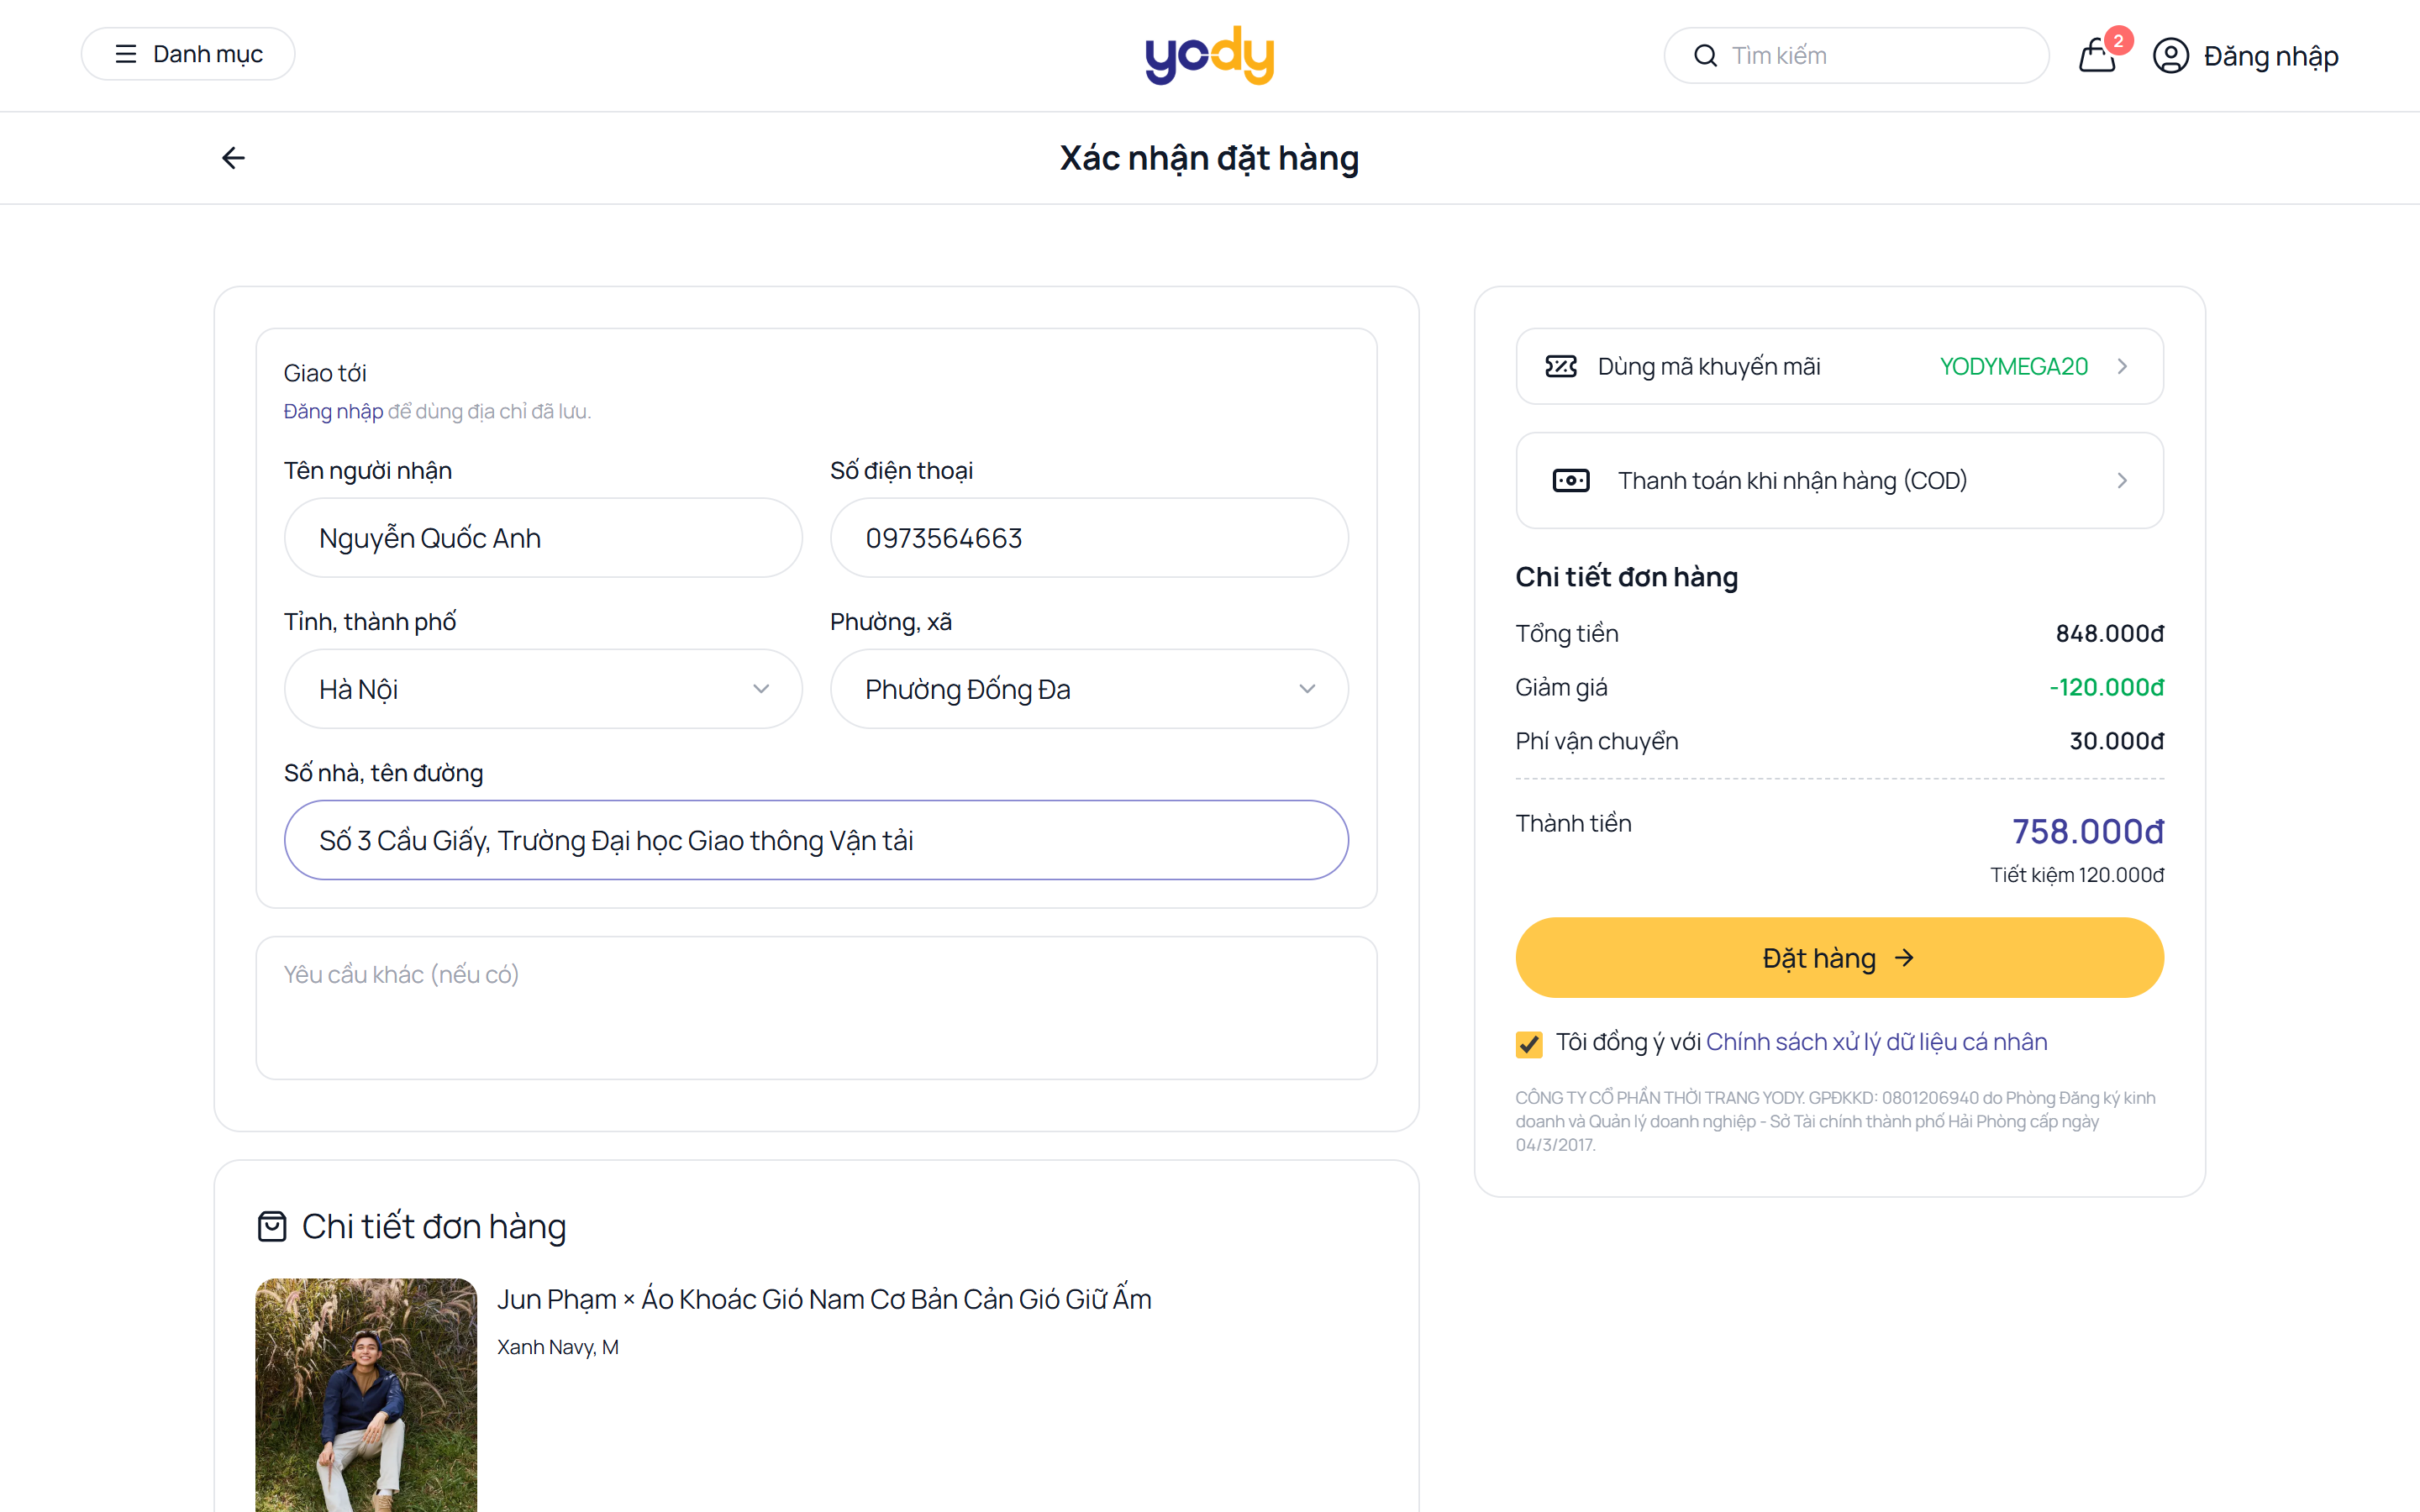 Danh mục
yody
Tìm kiếm
2
Đăng nhập
Xác nhận đặt hàng
Giao tới
Đăng nhập để dùng địa chỉ đã lưu.
Tên người nhận
Số điện thoại
Nguyễn Quốc Anh
0973564663
Tỉnh, thành phố
Phường, xã
Hà Nội
Phường Đống Đa
Số nhà, tên đường
Số 3 Cầu Giấy, Trường Đại học Giao thông Vận tải
Yêu cầu khác (nếu có)
Chi tiết đơn hàng
Jun Phạm × Áo Khoác Gió Nam Cơ Bản Cản Gió Giữ Ấm
Xanh Navy, M
Dùng mã khuyến mãi YODYMEGA20
Thanh toán khi nhận hàng (COD)
Chi tiết đơn hàng
Tổng tiền 848.000đ
Giảm giá -120.000đ
Phí vận chuyển 30.000đ
Thành tiền 758.000đ
Tiết kiệm 120.000đ
Đặt hàng
Tôi đồng ý với Chính sách xử lý dữ liệu cá nhân
CÔNG TY CỔ PHẦN THỜI TRANG YODY. GPĐKKD: 0801206940 do Phòng Đăng ký kinh
doanh và Quản lý doanh nghiệp - Sở Tài chính thành phố Hải Phòng cấp ngày
04/3/2017.